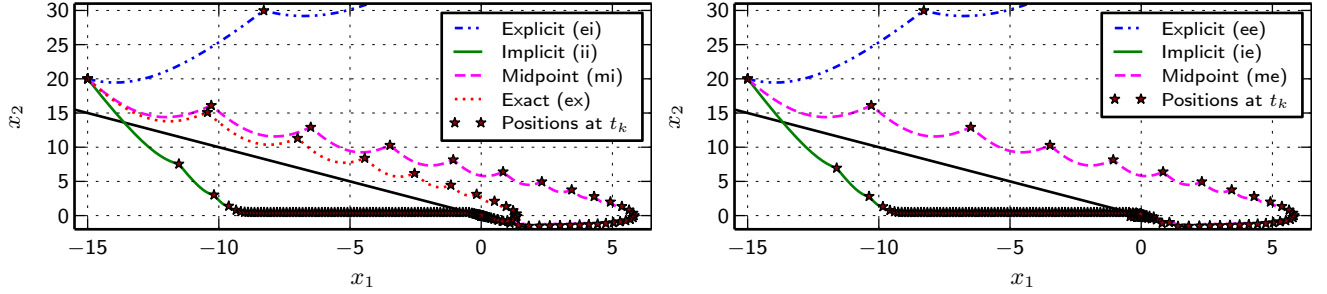 30
25
20
15
10
5
0
x₂
−15
−10
−5
0
5
x₁
Explicit (ei)
Implicit (ii)
Midpoint (mi)
Exact (ex)
Positions at tₖ
30
25
20
15
10
5
0
x₂
−15
−10
−5
0
5
x₁
Explicit (ee)
Implicit (ie)
Midpoint (me)
Positions at tₖ